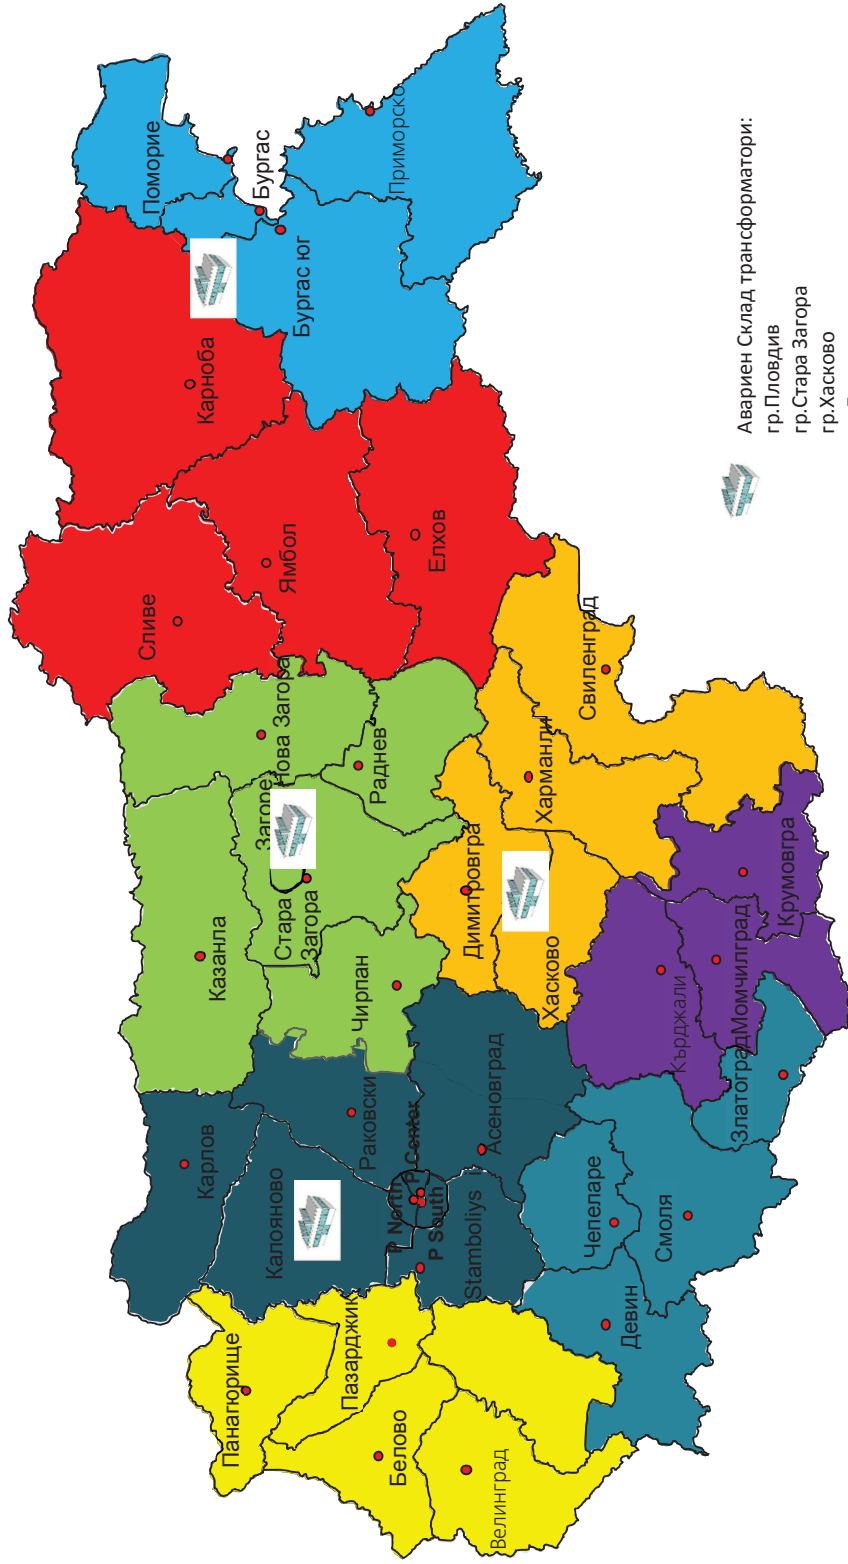 Поморие
Бургас
Бургас юг
Приморско
Карноба
Сливе
Ямбол
Елхов
Казанла
Нова Загора
Загоре
Стара
Загора
Раднев
Чирпан
Димитровгра
Харманли
Свиленград
Хасково
Кърджали
Момчилград
Крумовгра
Златоград
Карлов
Калояново
Раковски
P North
P Center
P South
Stamboliys
Асеновград
Чепеларе
Смоля
Девин
Панагюрище
Пазарджик
Белово
Велинград
Авариен Склад трансформатори:
гр.Пловдив
гр.Стара Загора
гр.Хасково